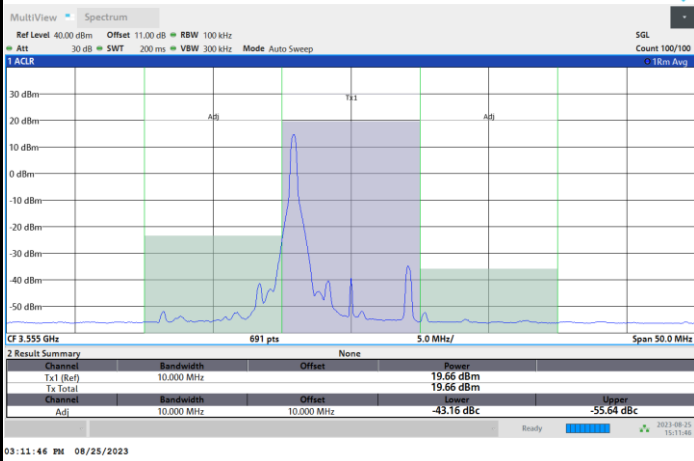 MultiView Spectrum
Ref Level 40.00 dBm Offset 11.00 dB RBW 100 kHz SGL
Att 30 dB SWT 200 ms VBW 300 kHz Mode Auto Sweep Count 100/100
1 ACLR 1Rm Avg
30 dBm
Tx1
20 dBm
Adj Adj
10 dBm
0 dBm
-10 dBm
-20 dBm
-30 dBm
-40 dBm
-50 dBm
CF 3.555 GHz 691 pts 5.0 MHz/ Span 50.0 MHz
2 Result Summary None
Channel Bandwidth Offset Power
Tx1 (Ref) 10.000 MHz 19.66 dBm
Tx Total 19.66 dBm
Channel Bandwidth Offset Lower Upper
Adj 10.000 MHz 10.000 MHz -43.16 dBc -55.64 dBc
Ready 2023-08-25
15:11:46
03:11:46 PM 08/25/2023